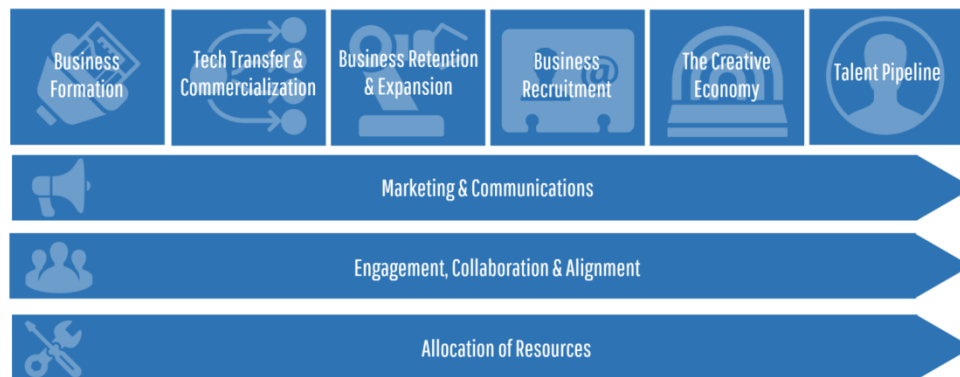 Business
Formation
Tech Transfer &
Commercialization
Business Retention
& Expansion
Business
Recruitment
@
The Creative
Economy
Talent Pipeline
Marketing & Communications
Engagement, Collaboration & Alignment
Allocation of Resources